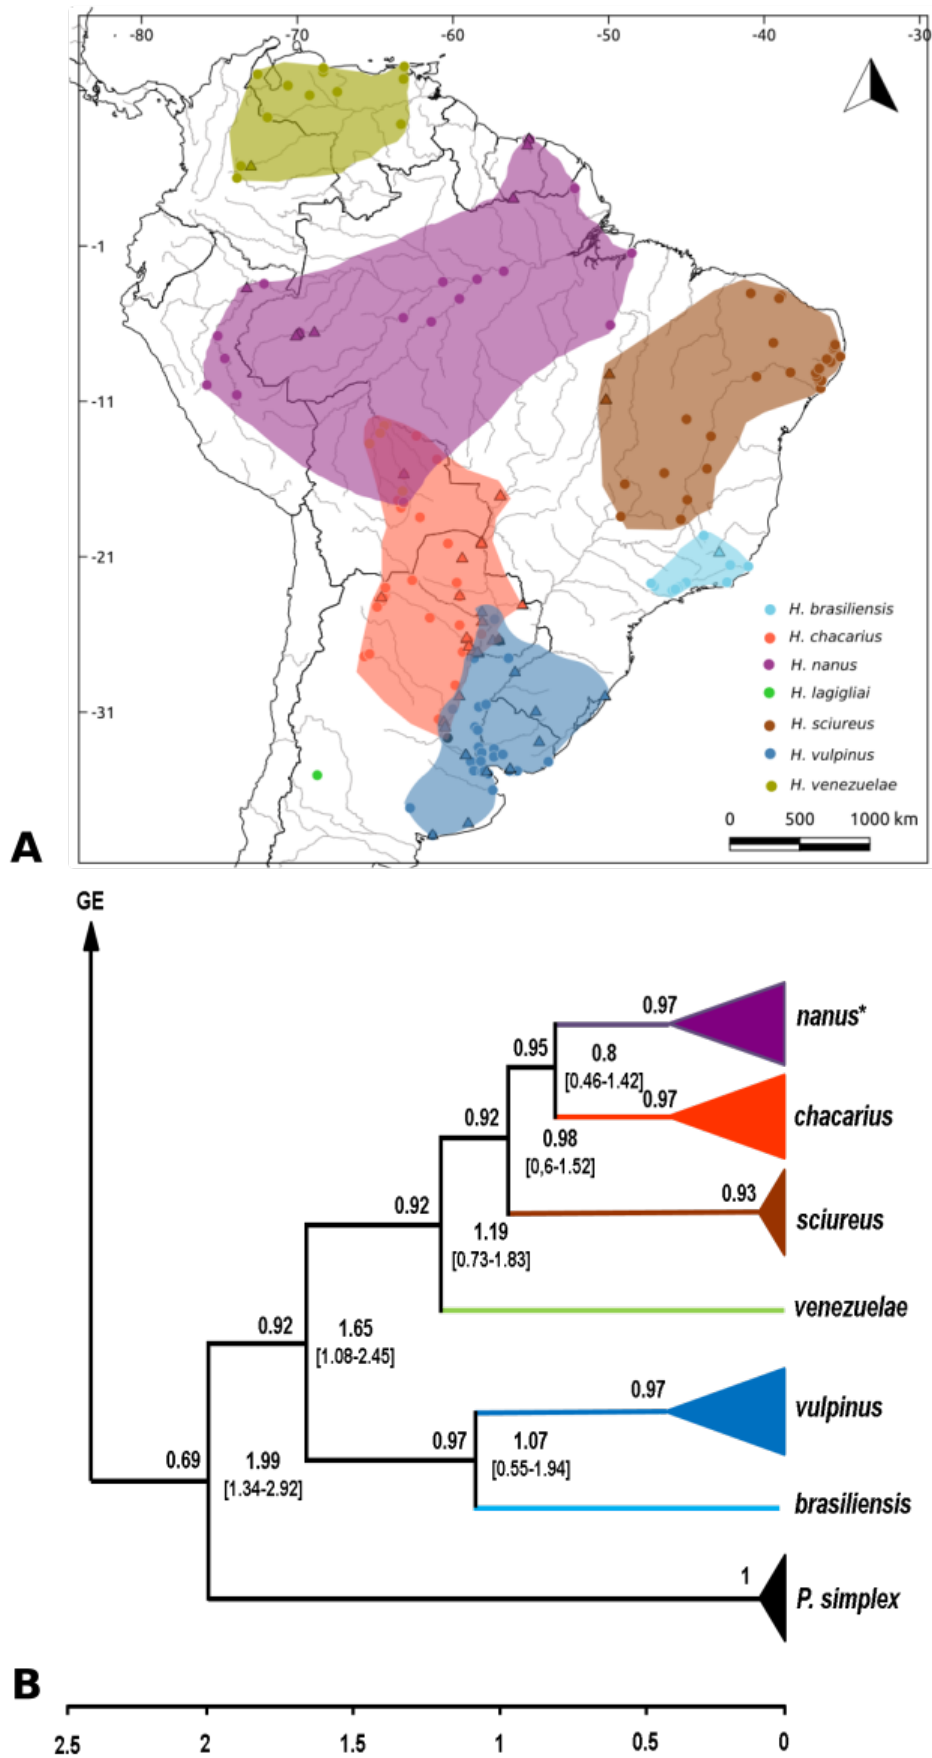 -80 -70 -60 -50 -40 -30
-1
-11
-21
-31
H. brasiliensis
H. chacarius
H. nanus
H. lagigliai
H. sciureus
H. vulpinus
H. venezuelae
0 500 1000 km
A
GE
0.97
nanus*
0.95
0.8
[0.46-1.42]
0.97
chacarius
0.92
0.98
[0,6-1.52]
0.93
sciureus
0.92
1.19
[0.73-1.83]
venezuelae
0.92
1.65
[1.08-2.45]
0.97
vulpinus
0.97
1.07
[0.55-1.94]
0.69
1.99
[1.34-2.92]
brasiliensis
1
P. simplex
B
2.5 2 1.5 1 0.5 0